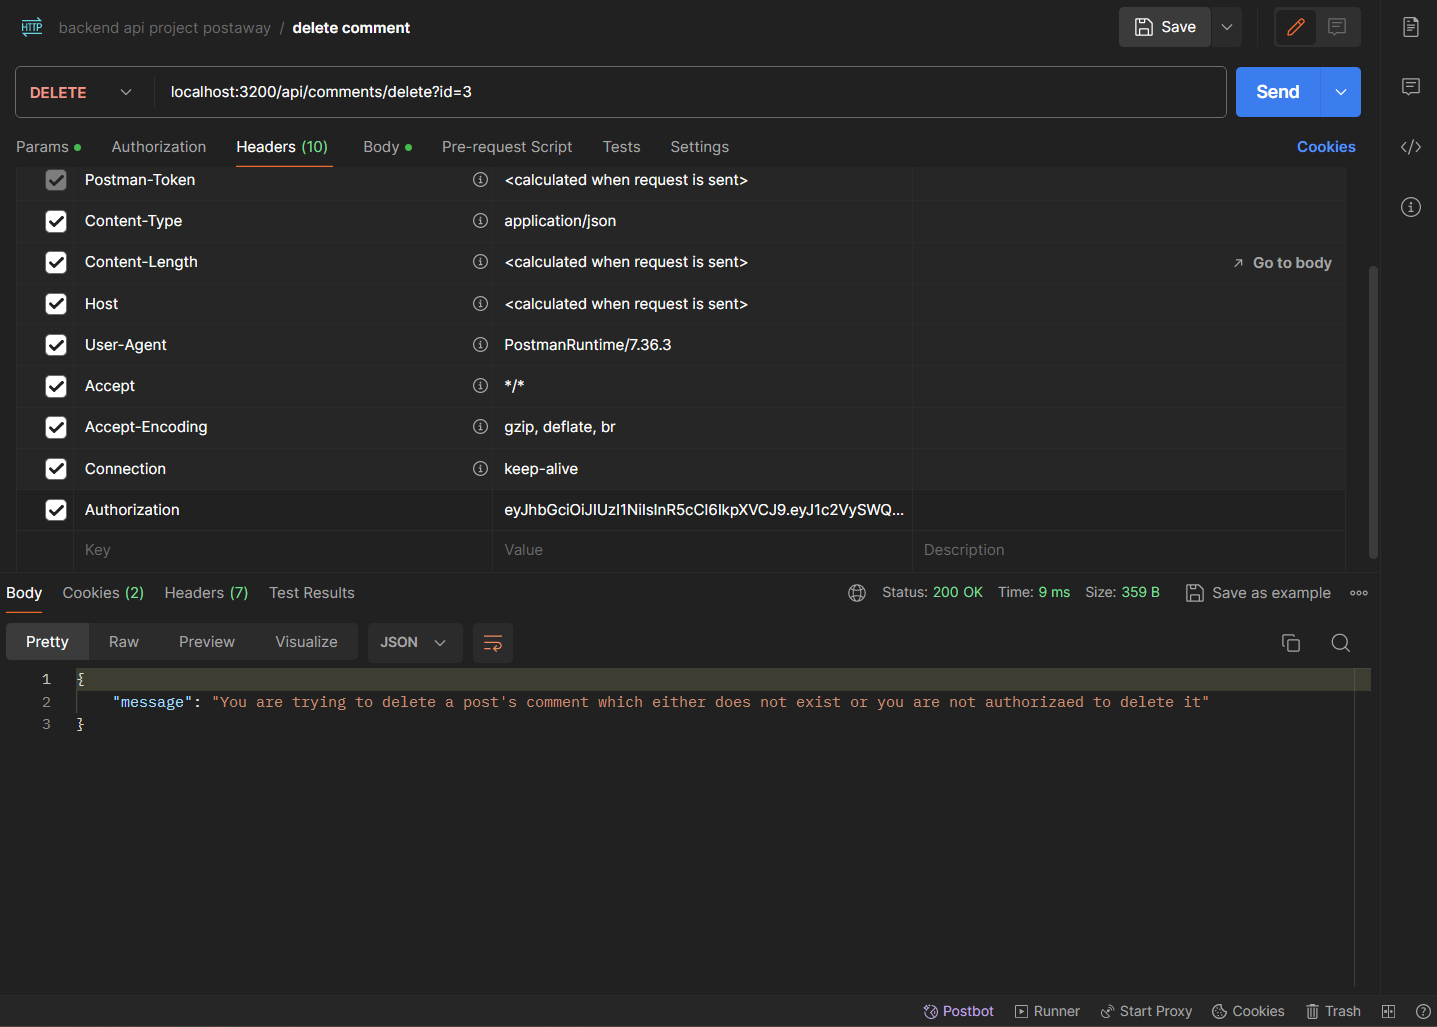 HTTP backend api project postaway / delete comment Save
DELETE localhost:3200/api/comments/delete?id=3 Send
Params Authorization Headers (10) Body Pre-request Script Tests Settings Cookies
Postman-Token <calculated when request is sent>
Content-Type application/json
Content-Length <calculated when request is sent> Go to body
Host <calculated when request is sent>
User-Agent PostmanRuntime/7.36.3
Accept */*
Accept-Encoding gzip, deflate, br
Connection keep-alive
Authorization eyJhbGciOiJIUzI1NiIsInR5cCI6IkpXVCJ9.eyJ1c2VySWQ...
Key Value Description
Body Cookies (2) Headers (7) Test Results Status: 200 OK Time: 9 ms Size: 359 B Save as example
Pretty Raw Preview Visualize JSON
1 {
2 "message": "You are trying to delete a post's comment which either does not exist or you are not authorizaed to delete it"
3 }
Postbot Runner Start Proxy Cookies Trash